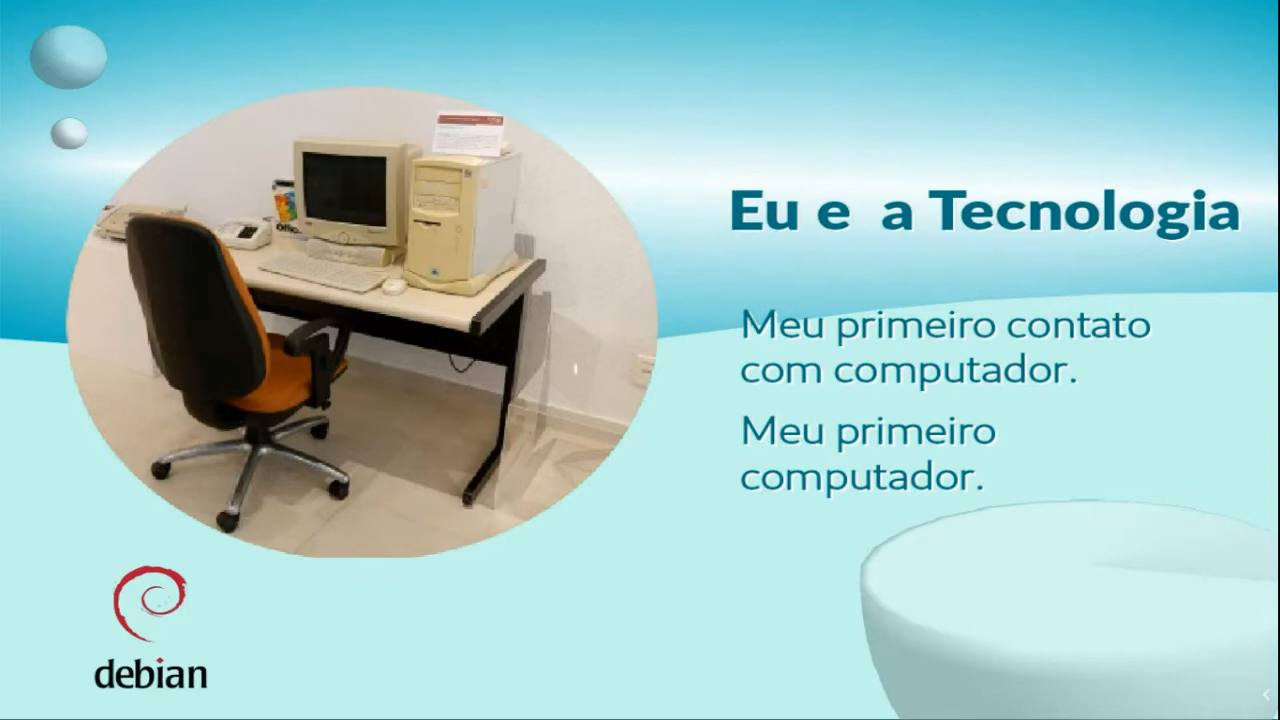 Eu e a Tecnologia
Meu primeiro contato
com computador.
Meu primeiro
computador.
debian